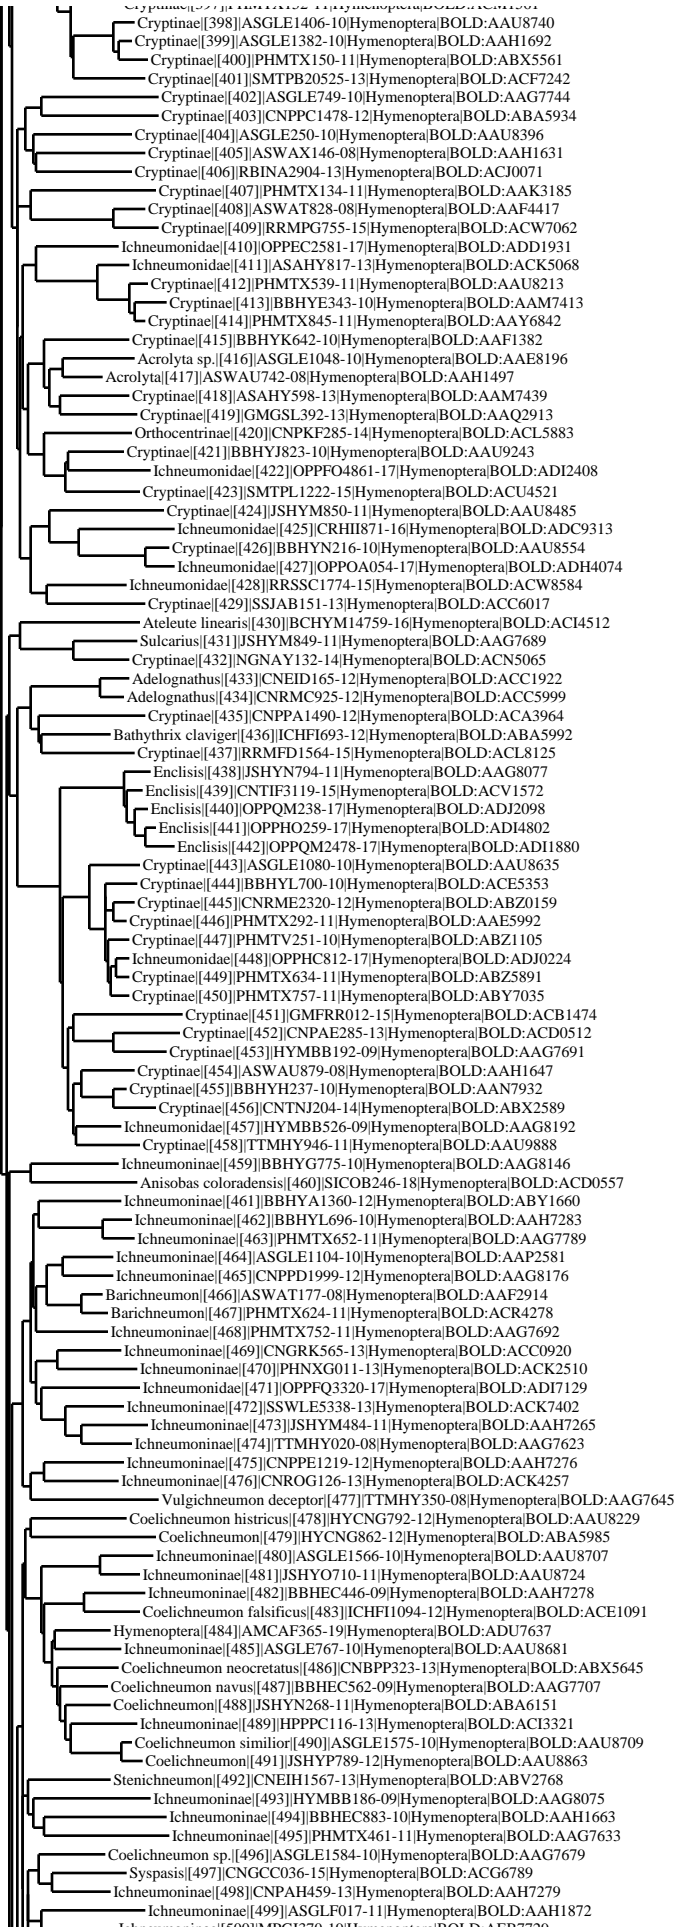 Cryptinae|[398]|ASGLE1406-10|Hymenoptera|BOLD:AAU8740
Cryptinae|[399]|ASGLE1382-10|Hymenoptera|BOLD:AAH1692
Cryptinae|[400]|PHMTX150-11|Hymenoptera|BOLD:ABX5561
Cryptinae|[401]|SMTPB20525-13|Hymenoptera|BOLD:ACF7242
Cryptinae|[402]|ASGLE749-10|Hymenoptera|BOLD:AAG7744
Cryptinae|[403]|CNPPC1478-12|Hymenoptera|BOLD:ABA5934
Cryptinae|[404]|ASGLE250-10|Hymenoptera|BOLD:AAU8396
Cryptinae|[405]|ASWAX146-08|Hymenoptera|BOLD:AAH1631
Cryptinae|[406]|RBINA2904-13|Hymenoptera|BOLD:ACJ0071
Cryptinae|[407]|PHMTX134-11|Hymenoptera|BOLD:AAK3185
Cryptinae|[408]|ASWAT828-08|Hymenoptera|BOLD:AAF4417
Cryptinae|[409]|RRMPG755-15|Hymenoptera|BOLD:ACW7062
Ichneumonidae|[410]|OPPEC2581-17|Hymenoptera|BOLD:ADD1931
Ichneumonidae|[411]|ASAHY817-13|Hymenoptera|BOLD:ACK5068
Cryptinae|[412]|PHMTX539-11|Hymenoptera|BOLD:AAU8213
Cryptinae|[413]|BBHYE343-10|Hymenoptera|BOLD:AAM7413
Cryptinae|[414]|PHMTX845-11|Hymenoptera|BOLD:AAY6842
Cryptinae|[415]|BBHYK642-10|Hymenoptera|BOLD:AAF1382
Acrolyta sp.|[416]|ASGLE1048-10|Hymenoptera|BOLD:AAE8196
Acrolyta|[417]|ASWAU742-08|Hymenoptera|BOLD:AAH1497
Cryptinae|[418]|ASAHY598-13|Hymenoptera|BOLD:AAM7439
Cryptinae|[419]|GMGSL392-13|Hymenoptera|BOLD:AAQ2913
Orthocentrinae|[420]|CNPKF285-14|Hymenoptera|BOLD:ACL5883
Cryptinae|[421]|BBHYJ823-10|Hymenoptera|BOLD:AAU9243
Ichneumonidae|[422]|OPPFO4861-17|Hymenoptera|BOLD:ADI2408
Cryptinae|[423]|SMTPL1222-15|Hymenoptera|BOLD:ACU4521
Cryptinae|[424]|JSHYM850-11|Hymenoptera|BOLD:AAU8485
Ichneumonidae|[425]|CRHII871-16|Hymenoptera|BOLD:ADC9313
Cryptinae|[426]|BBHYN216-10|Hymenoptera|BOLD:AAU8554
Ichneumonidae|[427]|OPPOA054-17|Hymenoptera|BOLD:ADH4074
Ichneumonidae|[428]|RRSSC1774-15|Hymenoptera|BOLD:ACW8584
Cryptinae|[429]|SSJAB151-13|Hymenoptera|BOLD:ACC6017
Ateleute linearis|[430]|BCHYM14759-16|Hymenoptera|BOLD:ACI4512
Sulcarius|[431]|JSHYM849-11|Hymenoptera|BOLD:AAG7689
Cryptinae|[432]|NGNAY132-14|Hymenoptera|BOLD:ACN5065
Adelognathus|[433]|CNEID165-12|Hymenoptera|BOLD:ACC1922
Adelognathus|[434]|CNRMC925-12|Hymenoptera|BOLD:ACC5999
Cryptinae|[435]|CNPPA1490-12|Hymenoptera|BOLD:ACA3964
Bathythrix claviger|[436]|ICHFI693-12|Hymenoptera|BOLD:ABA5992
Cryptinae|[437]|RRMFD1564-15|Hymenoptera|BOLD:ACL8125
Enclisis|[438]|JSHYN794-11|Hymenoptera|BOLD:AAG8077
Enclisis|[439]|CNTIF3119-15|Hymenoptera|BOLD:ACV1572
Enclisis|[440]|OPPQM238-17|Hymenoptera|BOLD:ADJ2098
Enclisis|[441]|OPPHO259-17|Hymenoptera|BOLD:ADI4802
Enclisis|[442]|OPPQM2478-17|Hymenoptera|BOLD:ADI1880
Cryptinae|[443]|ASGLE1080-10|Hymenoptera|BOLD:AAU8635
Cryptinae|[444]|BBHYL700-10|Hymenoptera|BOLD:ACE5353
Cryptinae|[445]|CNRME2320-12|Hymenoptera|BOLD:ABZ0159
Cryptinae|[446]|PHMTX292-11|Hymenoptera|BOLD:AAE5992
Cryptinae|[447]|PHMTV251-10|Hymenoptera|BOLD:ABZ1105
Ichneumonidae|[448]|OPPHC812-17|Hymenoptera|BOLD:ADJ0224
Cryptinae|[449]|PHMTX634-11|Hymenoptera|BOLD:ABZ5891
Cryptinae|[450]|PHMTX757-11|Hymenoptera|BOLD:ABY7035
Cryptinae|[451]|GMFRR012-15|Hymenoptera|BOLD:ACB1474
Cryptinae|[452]|CNPAE285-13|Hymenoptera|BOLD:ACD0512
Cryptinae|[453]|HYMBB192-09|Hymenoptera|BOLD:AAG7691
Cryptinae|[454]|ASWAU879-08|Hymenoptera|BOLD:AAH1647
Cryptinae|[455]|BBHYH237-10|Hymenoptera|BOLD:AAN7932
Cryptinae|[456]|CNTNJ204-14|Hymenoptera|BOLD:ABX2589
Ichneumonidae|[457]|HYMBB526-09|Hymenoptera|BOLD:AAG8192
Cryptinae|[458]|TTMHY946-11|Hymenoptera|BOLD:AAU9888
Ichneumoninae|[459]|BBHYG775-10|Hymenoptera|BOLD:AAG8146
Anisobas coloradensis|[460]|SICOB246-18|Hymenoptera|BOLD:ACD0557
Ichneumoninae|[461]|BBHYA1360-12|Hymenoptera|BOLD:ABY1660
Ichneumoninae|[462]|BBHYL696-10|Hymenoptera|BOLD:AAH7283
Ichneumoninae|[463]|PHMTX652-11|Hymenoptera|BOLD:AAG7789
Ichneumoninae|[464]|ASGLE1104-10|Hymenoptera|BOLD:AAP2581
Ichneumoninae|[465]|CNPPD1999-12|Hymenoptera|BOLD:AAG8176
Barichneumon|[466]|ASWAT177-08|Hymenoptera|BOLD:AAF2914
Barichneumon|[467]|PHMTX624-11|Hymenoptera|BOLD:ACR4278
Ichneumoninae|[468]|PHMTX752-11|Hymenoptera|BOLD:AAG7692
Ichneumoninae|[469]|CNGRK565-13|Hymenoptera|BOLD:ACC0920
Ichneumoninae|[470]|PHNXG011-13|Hymenoptera|BOLD:ACK2510
Ichneumonidae|[471]|OPPFQ3320-17|Hymenoptera|BOLD:ADI7129
Ichneumoninae|[472]|SSWLE5338-13|Hymenoptera|BOLD:ACK7402
Ichneumoninae|[473]|JSHYM484-11|Hymenoptera|BOLD:AAH7265
Ichneumoninae|[474]|TTMHY020-08|Hymenoptera|BOLD:AAG7623
Ichneumoninae|[475]|CNPPE1219-12|Hymenoptera|BOLD:AAH7276
Ichneumoninae|[476]|CNROG126-13|Hymenoptera|BOLD:ACK4257
Vulgichneumon deceptor|[477]|TTMHY350-08|Hymenoptera|BOLD:AAG7645
Coelichneumon histricus|[478]|HYCNG792-12|Hymenoptera|BOLD:AAU8229
Coelichneumon|[479]|HYCNG862-12|Hymenoptera|BOLD:ABA5985
Ichneumoninae|[480]|ASGLE1566-10|Hymenoptera|BOLD:AAU8707
Ichneumoninae|[481]|JSHYO710-11|Hymenoptera|BOLD:AAU8724
Ichneumoninae|[482]|BBHEC446-09|Hymenoptera|BOLD:AAH7278
Coelichneumon falsificus|[483]|ICHFI1094-12|Hymenoptera|BOLD:ACE1091
Hymenoptera|[484]|AMCAF365-19|Hymenoptera|BOLD:ADU7637
Ichneumoninae|[485]|ASGLE767-10|Hymenoptera|BOLD:AAU8681
Coelichneumon neocretatus|[486]|CNBPP323-13|Hymenoptera|BOLD:ABX5645
Coelichneumon navus|[487]|BBHEC562-09|Hymenoptera|BOLD:AAG7707
Coelichneumon|[488]|JSHYN268-11|Hymenoptera|BOLD:ABA6151
Ichneumoninae|[489]|HPPPC116-13|Hymenoptera|BOLD:ACI3321
Coelichneumon similior|[490]|ASGLE1575-10|Hymenoptera|BOLD:AAU8709
Coelichneumon|[491]|JSHYP789-12|Hymenoptera|BOLD:AAU8863
Stenichneumon|[492]|CNEIH1567-13|Hymenoptera|BOLD:ABV2768
Ichneumoninae|[493]|HYMBB186-09|Hymenoptera|BOLD:AAG8075
Ichneumoninae|[494]|BBHEC883-10|Hymenoptera|BOLD:AAH1663
Ichneumoninae|[495]|PHMTX461-11|Hymenoptera|BOLD:AAG7633
Coelichneumon sp.|[496]|ASGLE1584-10|Hymenoptera|BOLD:AAG7679
Syspasis|[497]|CNGCC036-15|Hymenoptera|BOLD:ACG6789
Ichneumoninae|[498]|CNPAH459-13|Hymenoptera|BOLD:AAH7279
Ichneumoninae|[499]|ASGLF017-11|Hymenoptera|BOLD:AAH1872